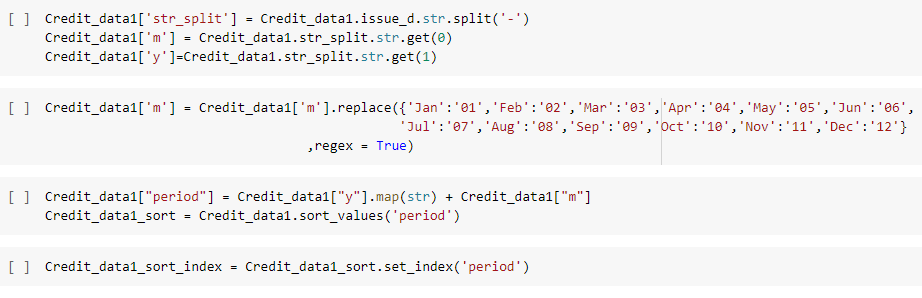 [ ] Credit_data1['str_split'] = Credit_data1.issue_d.str.split('-')
Credit_data1['m'] = Credit_data1.str_split.str.get(0)
Credit_data1['y']=Credit_data1.str_split.str.get(1)
[ ] Credit_data1['m'] = Credit_data1['m'].replace({'Jan':'01','Feb':'02','Mar':'03','Apr':'04','May':'05','Jun':'06',
'Jul':'07','Aug':'08','Sep':'09','Oct':'10','Nov':'11','Dec':'12'}
,regex = True)
[ ] Credit_data1["period"] = Credit_data1["y"].map(str) + Credit_data1["m"]
Credit_data1_sort = Credit_data1.sort_values('period')
[ ] Credit_data1_sort_index = Credit_data1_sort.set_index('period')